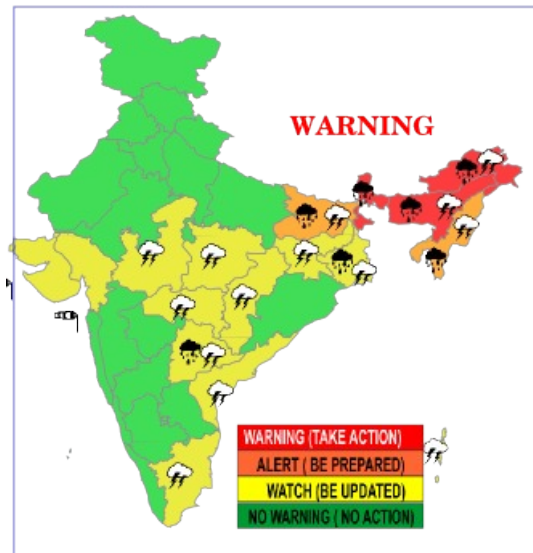 WARNING
WARNING (TAKE ACTION)
ALERT ( BE PREPARED)
WATCH (BE UPDATED)
NO WARNING ( NO ACTION)